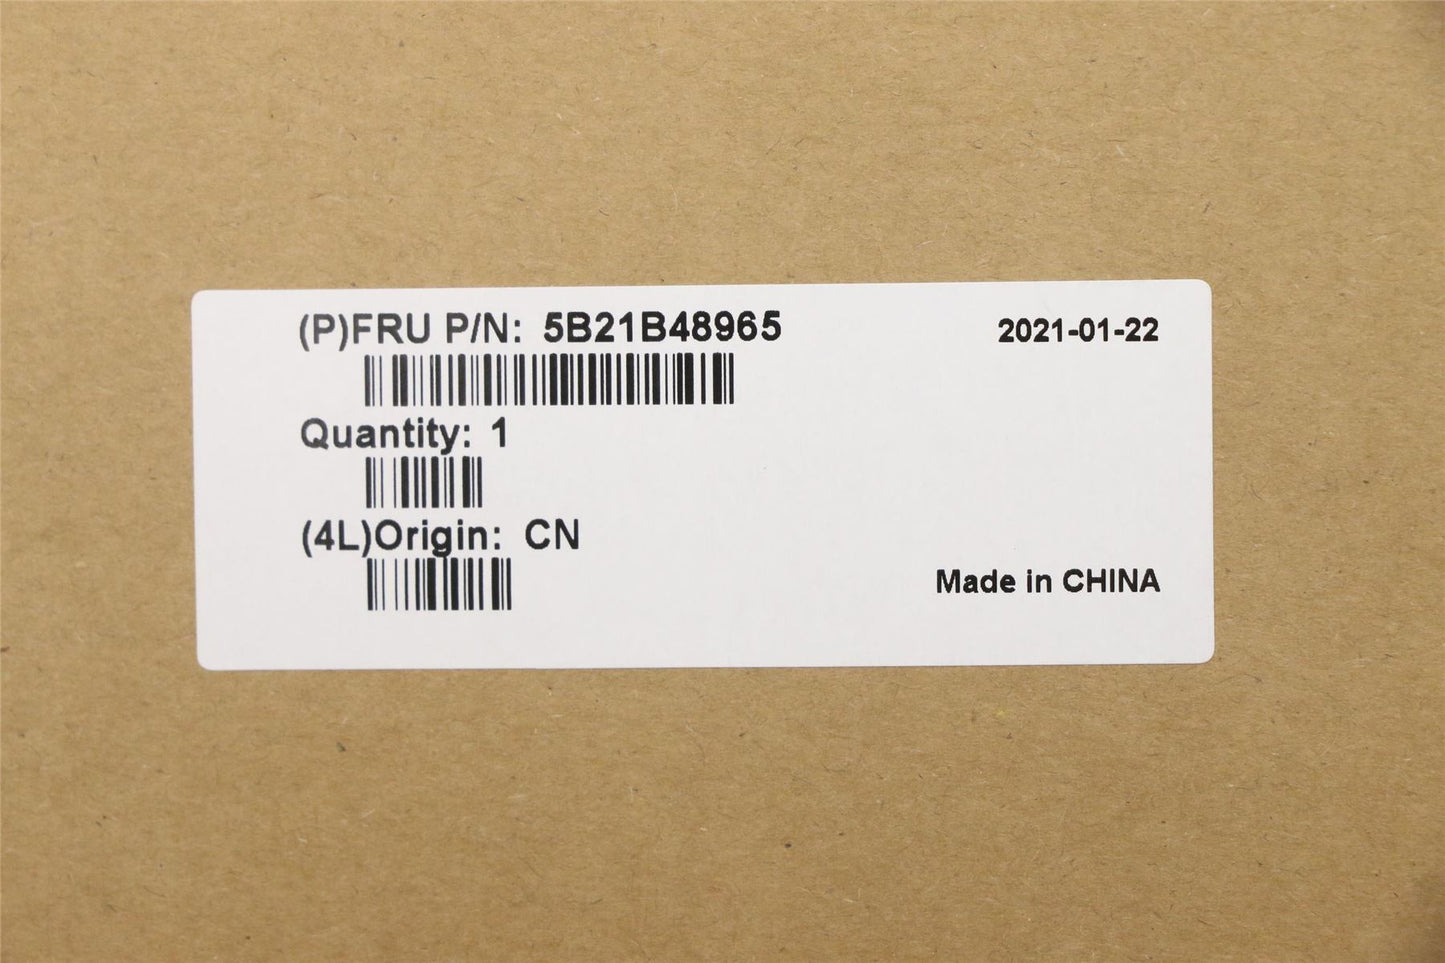 (P)FRU P/N: 5B21B48965
2021-01-22
Quantity: 1
(4L)Origin: CN
Made in CHINA